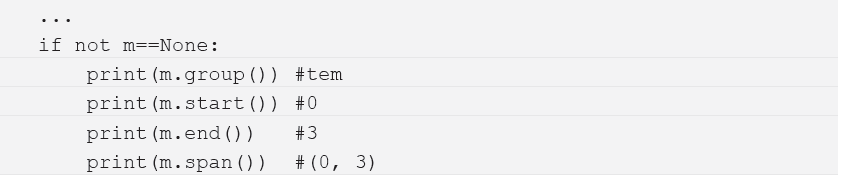 ...
if not m==None:
    print(m.group()) #tem
    print(m.start()) #0
    print(m.end())   #3
    print(m.span())  #(0, 3)